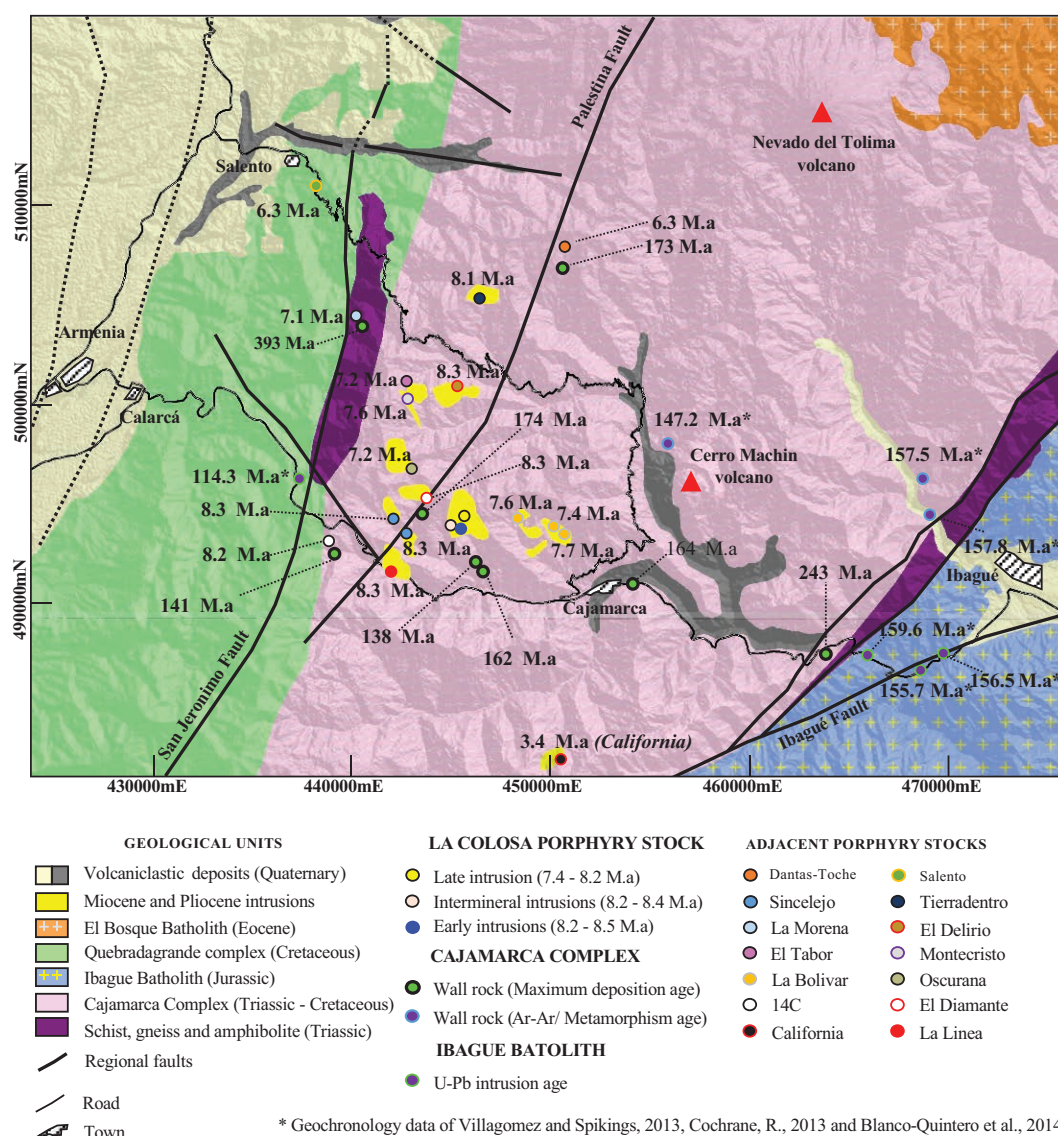 Palestina Fault
Nevado del Tolima
volcano
Salento
6.3 M.a
510000mN
6.3 M.a
173 M.a
8.1 M.a
7.1 M.a
393 M.a
Armenia
8.3 M.a
7.2 M.a
7.6 M.a
500000mN
Calarcá
174 M.a
147.2 M.a*
Cerro Machin
volcano
157.5 M.a*
7.2 M.a
8.3 M.a
114.3 M.a*
7.6 M.a
7.4 M.a
8.3 M.a
8.3 M.a
7.7 M.a
164 M.a
157.8 M.a*
8.2 M.a
Ibagué
243 M.a
8.3 M.a
Cajamarca
141 M.a
490000mN
138 M.a
159.6 M.a*
162 M.a
156.5 M.a*
155.7 M.a*
San Jeronimo Fault
Ibagué Fault
3.4 M.a (California)
430000mE 440000mE 450000mE 460000mE 470000mE
GEOLOGICAL UNITS
Volcaniclastic deposits (Quaternary)
Miocene and Pliocene intrusions
El Bosque Batholith (Eocene)
Quebradagrande complex (Cretaceous)
Ibague Batholith (Jurassic)
Cajamarca Complex (Triassic - Cretaceous)
Schist, gneiss and amphibolite (Triassic)
Regional faults
Road
Town
LA COLOSA PORPHYRY STOCK
Late intrusion (7.4 - 8.2 M.a)
Intermineral intrusions (8.2 - 8.4 M.a)
Early intrusions (8.2 - 8.5 M.a)
CAJAMARCA COMPLEX
Wall rock (Maximum deposition age)
Wall rock (Ar-Ar/ Metamorphism age)
IBAGUE BATOLITH
U-Pb intrusion age
ADJACENT PORPHYRY STOCKS
Dantas-Toche
Sincelejo
La Morena
El Tabor
La Bolivar
14C
California
Salento
Tierradentro
El Delirio
Montecristo
Oscurana
El Diamante
La Linea
* Geochronology data of Villagomez and Spikings, 2013, Cochrane, R., 2013 and Blanco-Quintero et al., 2014